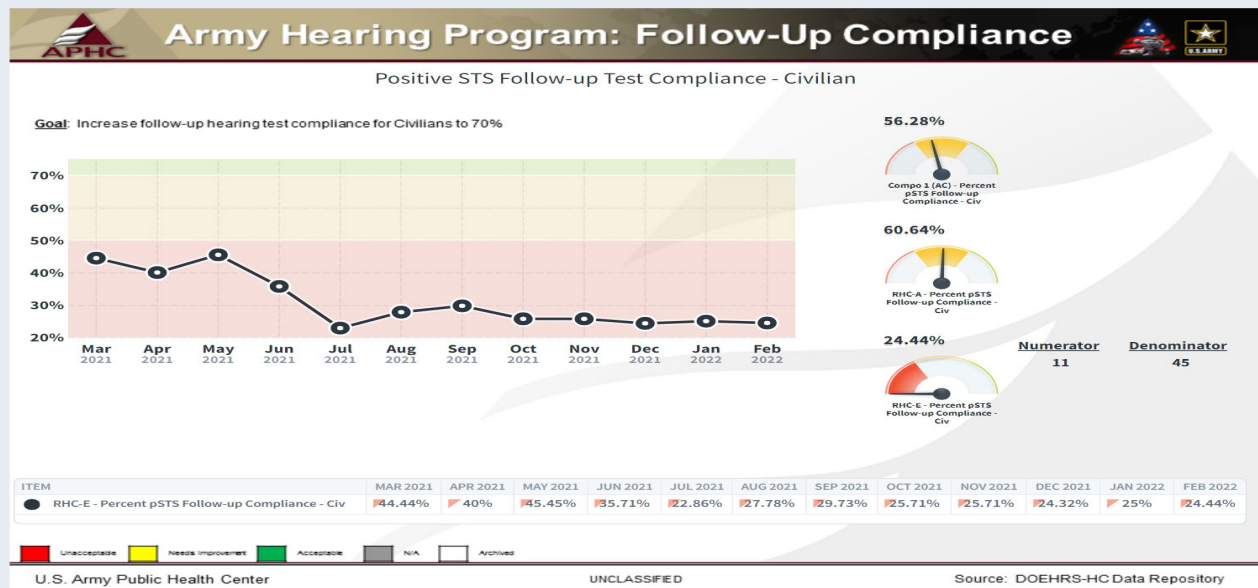 APHC
Army Hearing Program: Follow-Up Compliance
U.S.ARMY
Positive STS Follow-up Test Compliance - Civilian
Goal: Increase follow-up hearing test compliance for Civilians to 70%
70%
60%
50%
40%
30%
20%
Mar Apr May Jun Jul Aug Sep Oct Nov Dec Jan Feb
2021 2021 2021 2021 2021 2021 2021 2021 2021 2021 2022 2022
56.28%
Compo 1 (AC) - Percent
pSTS Follow-up
Compliance - Civ
60.64%
RHC-A - Percent pSTS
Follow-up Compliance -
Civ
24.44%
RHC-E - Percent pSTS
Follow-up Compliance -
Civ
Numerator Denominator
11 45
ITEM MAR 2021 APR 2021 MAY 2021 JUN 2021 JUL 2021 AUG 2021 SEP 2021 OCT 2021 NOV 2021 DEC 2021 JAN 2022 FEB 2022
RHC-E - Percent pSTS Follow-up Compliance - Civ 44.44% 40% 45.45% 35.71% 22.86% 27.78% 29.73% 25.71% 25.71% 24.32% 25% 24.44%
Unacceptable Needs Improvement Acceptable N/A Archived
U.S. Army Public Health Center UNCLASSIFIED Source: DOEHRS-HC Data Repository